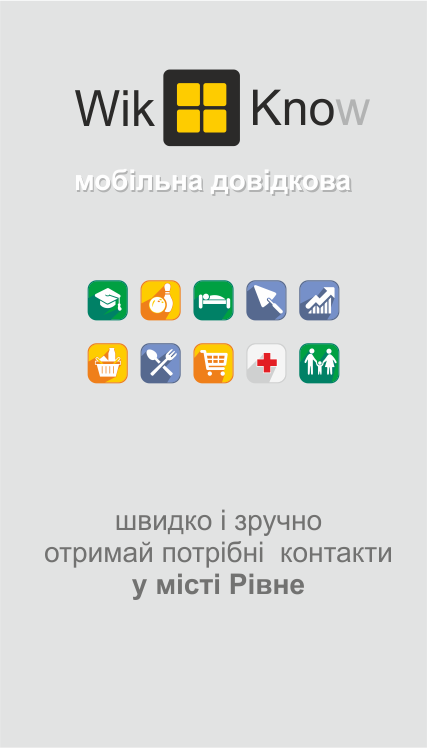 Wik Know
мобільна довідкова
швидко і зручно
отримай потрібні контакти
у місті Рівне